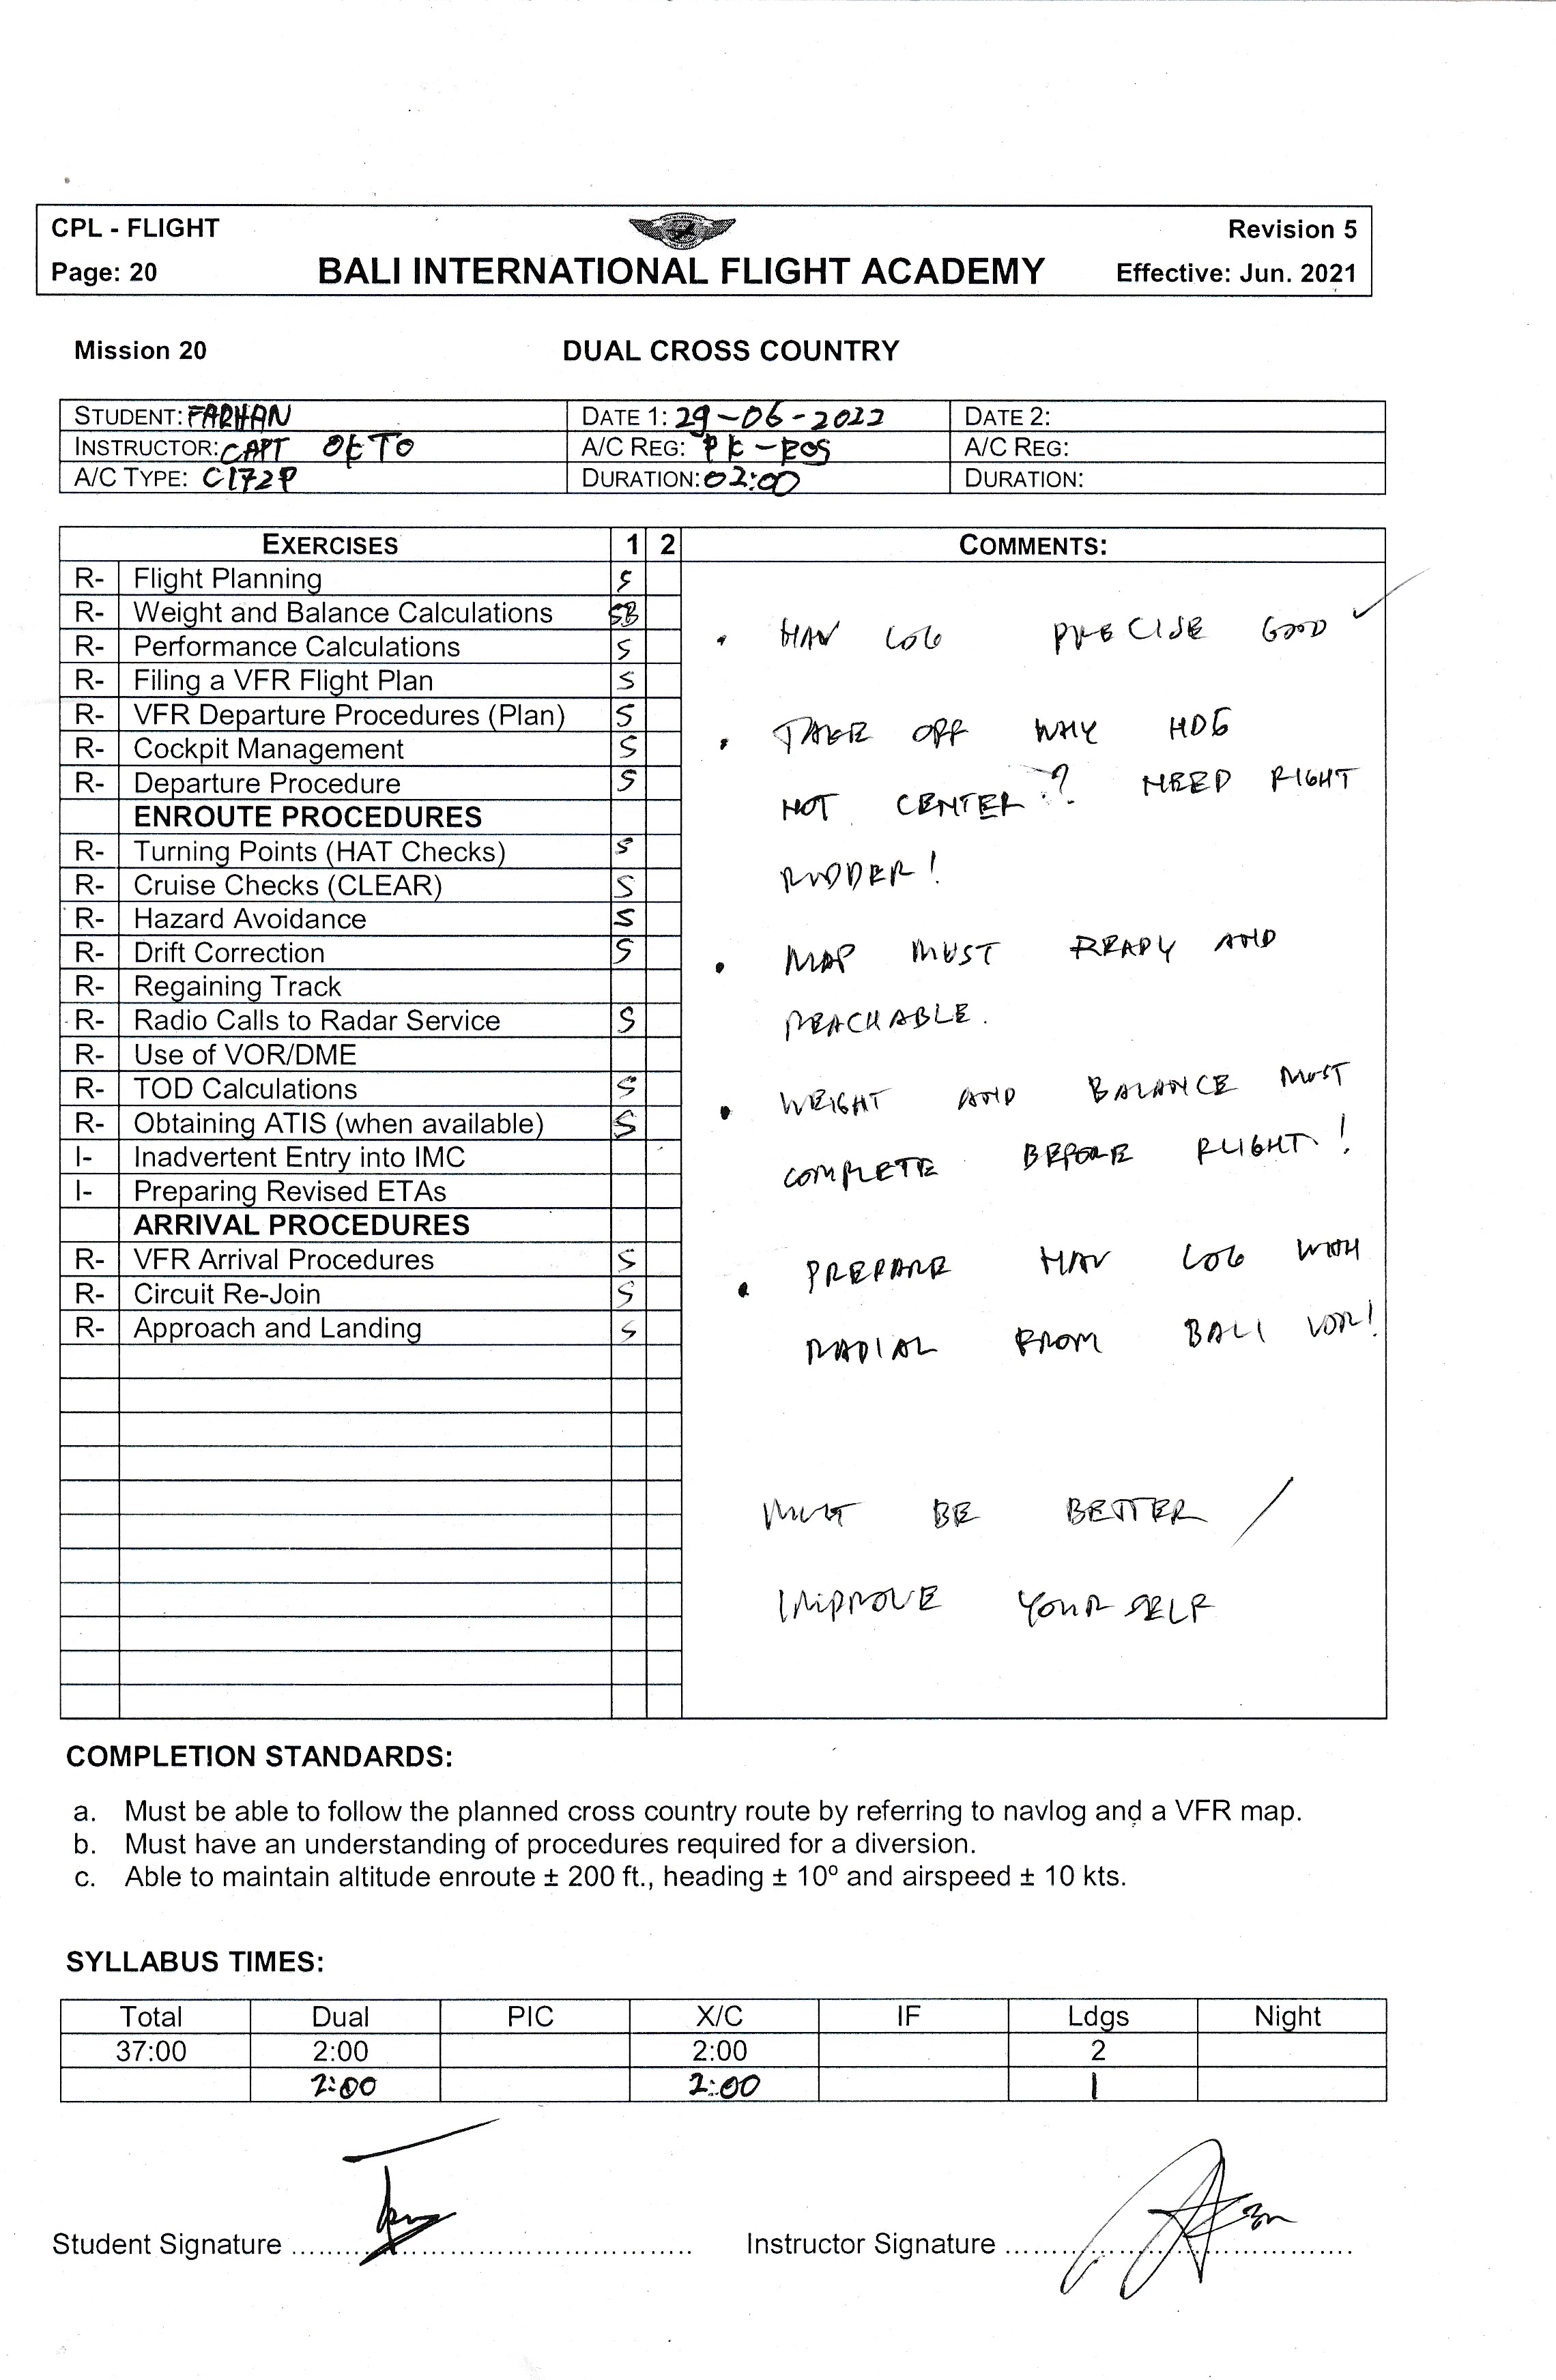 CPL - FLIGHT
Revision 5
Page: 20
BALI INTERNATIONAL FLIGHT ACADEMY
Effective: Jun. 2021
Mission 20
DUAL CROSS COUNTRY
STUDENT: FARHAN
DATE 1: 29-06-2022
DATE 2:
INSTRUCTOR: CAPT OKTO
A/C REG: PK-ROS
A/C REG:
A/C TYPE: C172P
DURATION: 02:00
DURATION:
EXERCISES 1 2
COMMENTS:
R- Flight Planning S
R- Weight and Balance Calculations SB
R- Performance Calculations S
R- Filing a VFR Flight Plan S
R- VFR Departure Procedures (Plan) S
R- Cockpit Management S
R- Departure Procedure S
ENROUTE PROCEDURES
R- Turning Points (HAT Checks) S
R- Cruise Checks (CLEAR) S
R- Hazard Avoidance S
R- Drift Correction S
R- Regaining Track
R- Radio Calls to Radar Service S
R- Use of VOR/DME
R- TOD Calculations S
R- Obtaining ATIS (when available) S
I- Inadvertent Entry into IMC
I- Preparing Revised ETAs
ARRIVAL PROCEDURES
R- VFR Arrival Procedures S
R- Circuit Re-Join S
R- Approach and Landing S
• NAV LOG PRECISE GOOD ✓
• TAKE OFF WHY HDG
NOT CENTER? NEED RIGHT
RUDDER!
• MAP MUST READY AND
REACHABLE.
• WEIGHT AND BALANCE MUST
COMPLETE BEFORE FLIGHT!
• PREPARE NAV LOG WITH
RADIAL FROM BALI VOR!
MUST BE BETTER /
IMPROVE YOUR SELF
COMPLETION STANDARDS:
a. Must be able to follow the planned cross country route by referring to navlog and a VFR map.
b. Must have an understanding of procedures required for a diversion.
c. Able to maintain altitude enroute ± 200 ft., heading ± 10º and airspeed ± 10 kts.
SYLLABUS TIMES:
Total Dual PIC X/C IF Ldgs Night
37:00 2:00 2:00 2
2:00 2:00 1
Student Signature ..........
Instructor Signature ..........